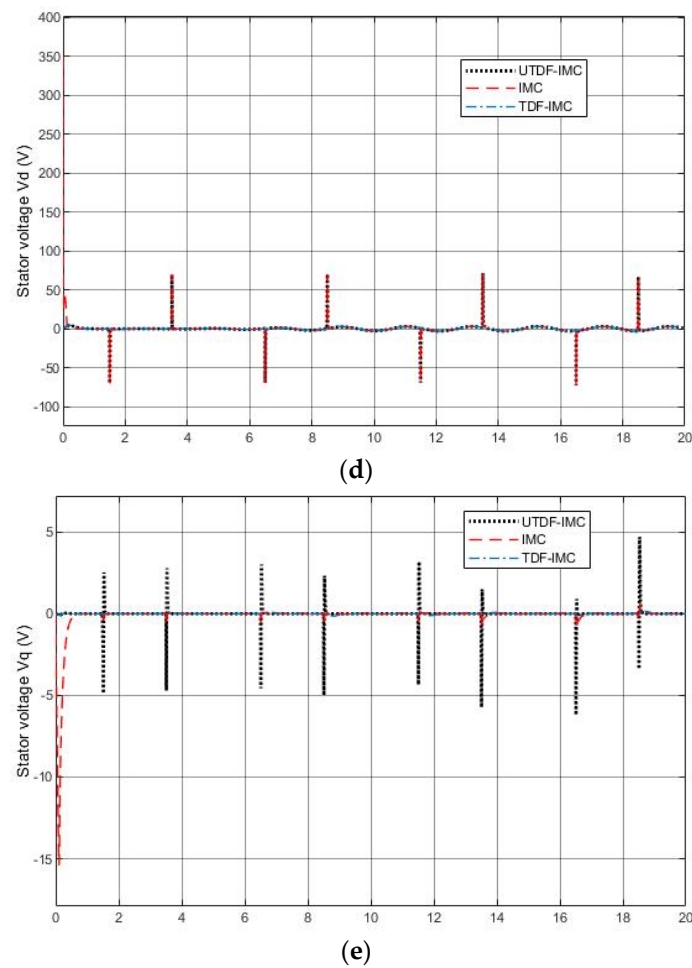 400
350
300
250
200
150
100
50
0
-50
-100
Stator voltage Vd (V)
UTDF-IMC
IMC
TDF-IMC
0 2 4 6 8 10 12 14 16 18 20
(d)
5
0
-5
-10
-15
Stator voltage Vq (V)
UTDF-IMC
IMC
TDF-IMC
0 2 4 6 8 10 12 14 16 18 20
(e)